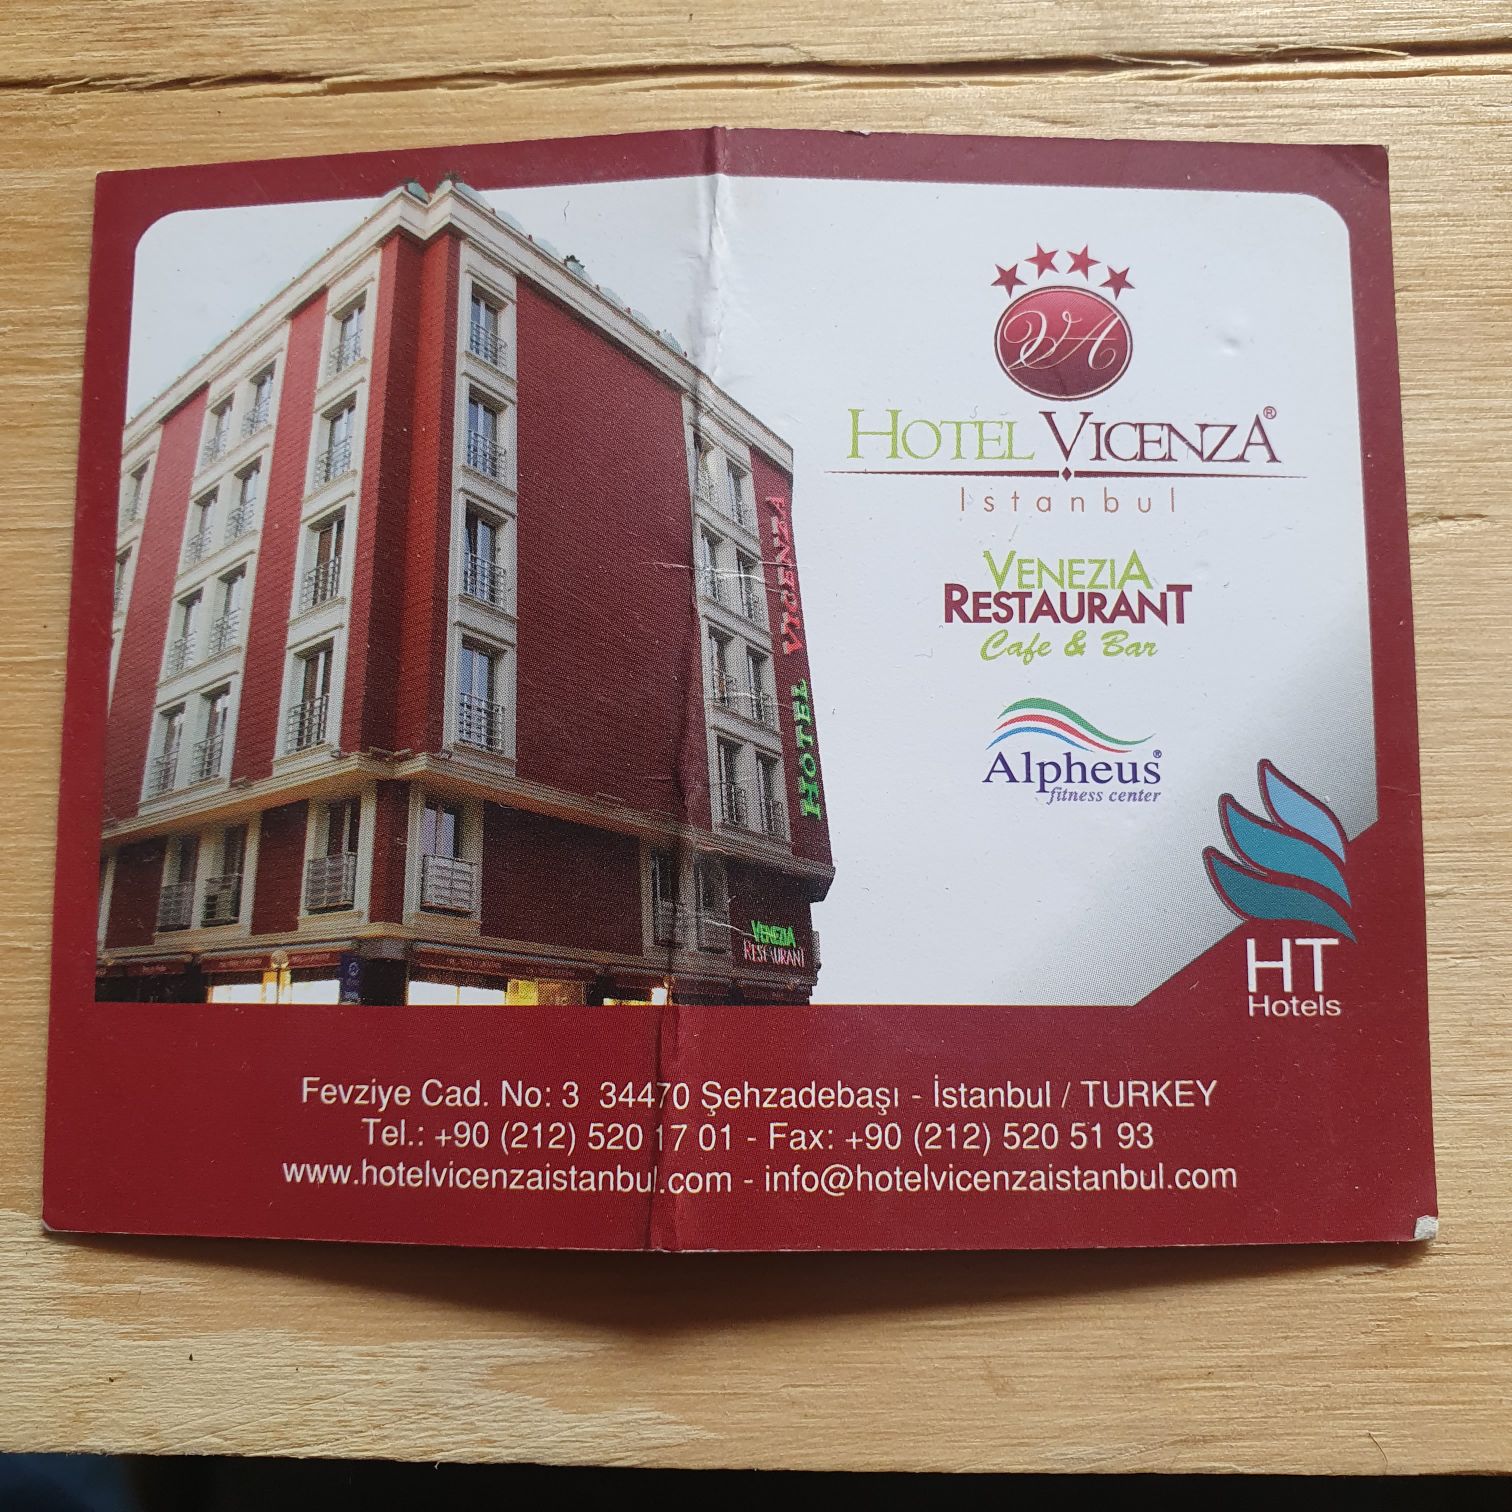 VA
HOTEL VICENZA®
Istanbul
VENEZIA
RESTAURANT
Cafe & Bar
Alpheus®
fitness center
HT
Hotels
HOTEL VICENZA
VENEZIA
RESTAURANT
Fevziye Cad. No: 3 34470 Şehzadebaşı - İstanbul / TURKEY
Tel.: +90 (212) 520 17 01 - Fax: +90 (212) 520 51 93
www.hotelvicenzaistanbul.com - info@hotelvicenzaistanbul.com